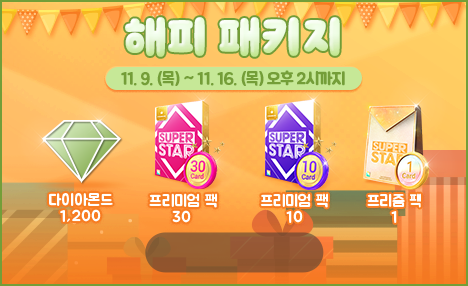 해피 패키지
11. 9. (목) ~ 11. 16. (목) 오후 2시까지
SUPER
STAR
30
Card
SUPER
STAR
10
Card
SUPER
STAR
1
Card
다이아몬드
1,200
프리미엄 팩
30
프리미엄 팩
10
프리즘 팩
1